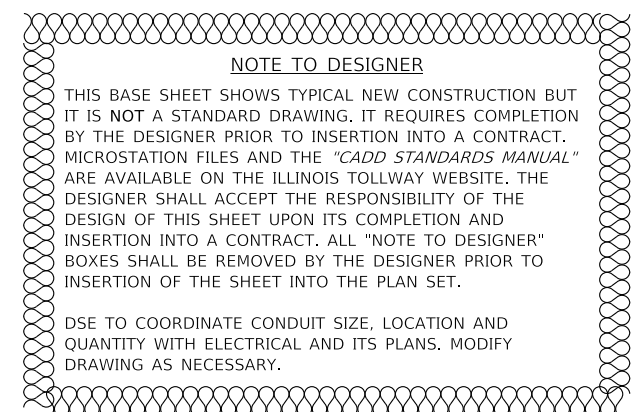 NOTE TO DESIGNER
THIS BASE SHEET SHOWS TYPICAL NEW CONSTRUCTION BUT
IT IS NOT A STANDARD DRAWING. IT REQUIRES COMPLETION
BY THE DESIGNER PRIOR TO INSERTION INTO A CONTRACT.
MICROSTATION FILES AND THE "CADD STANDARDS MANUAL"
ARE AVAILABLE ON THE ILLINOIS TOLLWAY WEBSITE. THE
DESIGNER SHALL ACCEPT THE RESPONSIBILITY OF THE
DESIGN OF THIS SHEET UPON ITS COMPLETION AND
INSERTION INTO A CONTRACT. ALL "NOTE TO DESIGNER"
BOXES SHALL BE REMOVED BY THE DESIGNER PRIOR TO
INSERTION OF THE SHEET INTO THE PLAN SET.
DSE TO COORDINATE CONDUIT SIZE, LOCATION AND
QUANTITY WITH ELECTRICAL AND ITS PLANS. MODIFY
DRAWING AS NECESSARY.